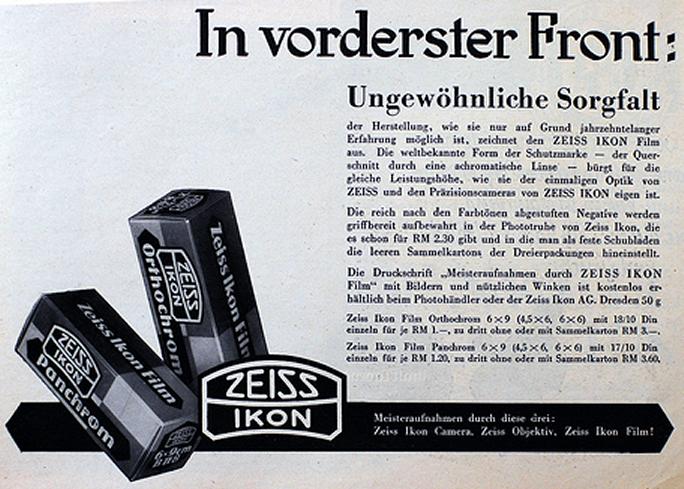 In vorderster Front:
Ungewöhnliche Sorgfalt
der Herstellung, wie sie nur auf Grund jahrzehntelanger
Erfahrung möglich ist, zeichnet den ZEISS IKON Film
aus. Die weltbekannte Form der Schutzmarke — der Quer-
schnitt durch eine achromatische Linse — bürgt für die
gleiche Leistungshöhe, wie sie der einmaligen Optik von
ZEISS und den Präzisionscameras von ZEISS IKON eigen ist.
Die reich nach den Farbtönen abgestuften Negative werden
griffbereit aufbewahrt in der Phototruhe von Zeiss Ikon, die
es schon für RM 2.30 gibt und in die man als feste Schubladen
die leeren Sammelkartons der Dreierpackungen hineinstellt.
Die Druckschrift „Meisteraufnahmen durch ZEISS IKON
Film" mit Bildern und nützlichen Winken ist kostenlos er-
hältlich beim Photohändler oder der Zeiss Ikon AG. Dresden 50 g
Zeiss Ikon Film Orthochrom 6×9 (4,5×6, 6×6) mit 18/10 Din
einzeln für je RM 1.—, zu dritt ohne oder mit Sammelkarton RM 3.—.
Zeiss Ikon Film Panchrom 6×9 (4,5×6, 6×6) mit 17/10 Din
einzeln für je RM 1.20, zu dritt ohne oder mit Sammelkarton RM 3.60.
ZEISS
IKON
Orthochrom
Zeiss Ikon Film
ZEISS
IKON
Zeiss Ikon Film
ZEISS
IKON
Panchrom
ZEISS
IKON
6×9cm
ZEISS
IKON
Meisteraufnahmen durch diese drei:
Zeiss Ikon Camera, Zeiss Objektiv, Zeiss Ikon Film!